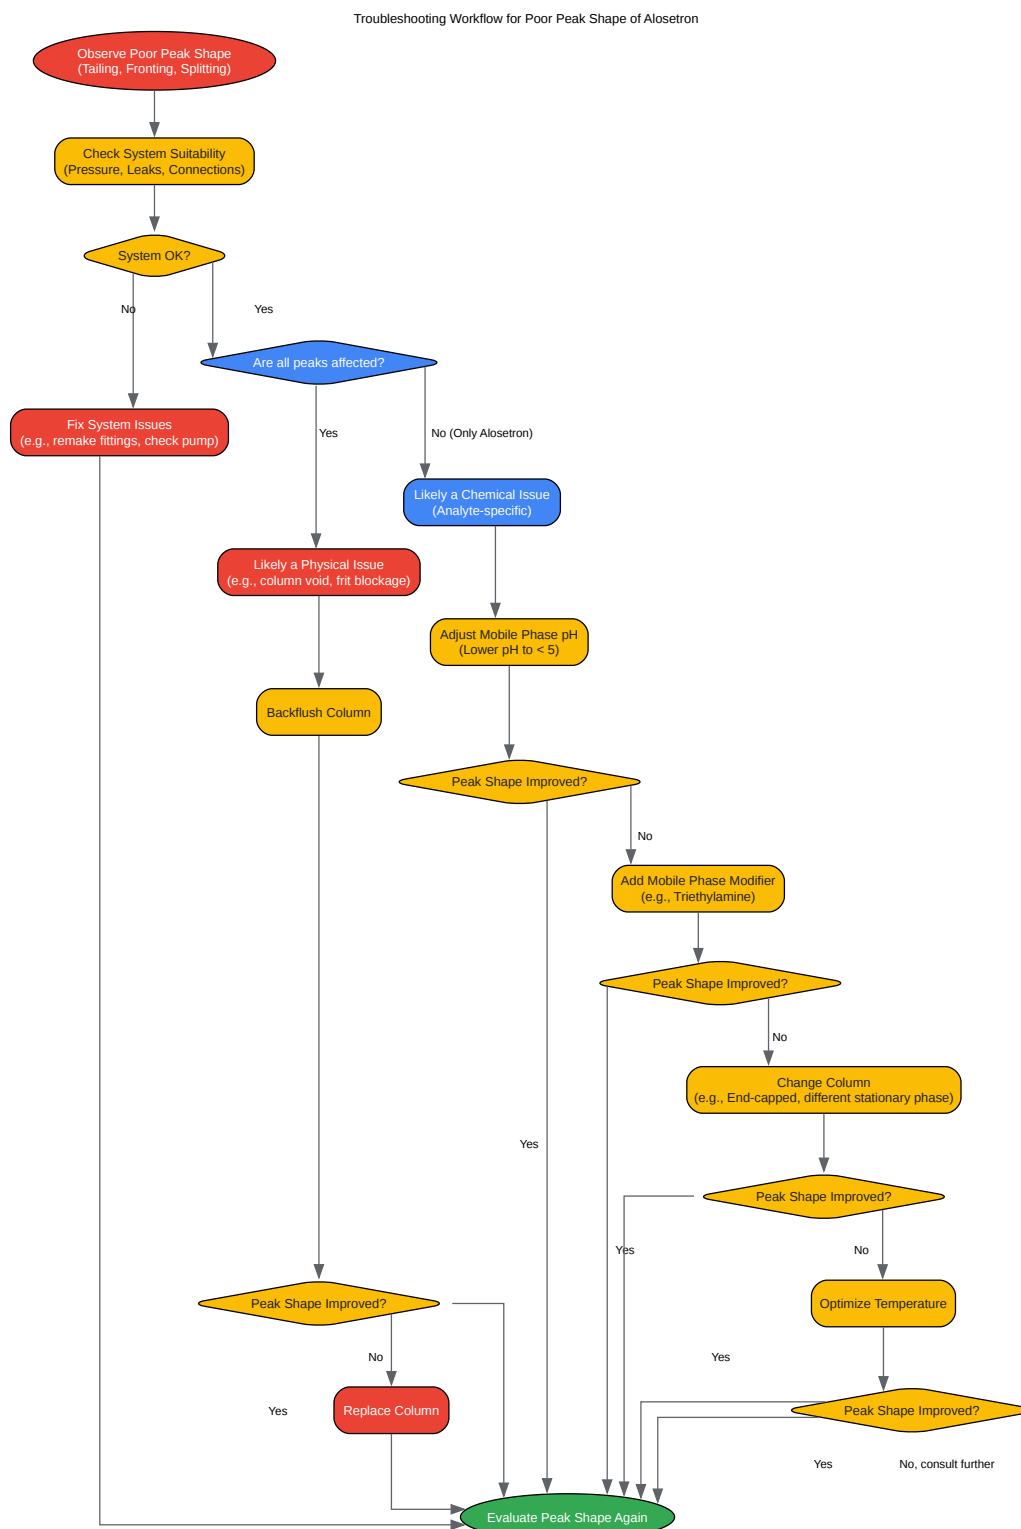 Troubleshooting Workflow for Poor Peak Shape of Alosetron
Observe Poor Peak Shape
(Tailing, Fronting, Splitting)
Check System Suitability
(Pressure, Leaks, Connections)
System OK?
No
Yes
Are all peaks affected?
Fix System Issues
(e.g., remake fittings, check pump)
Yes
No (Only Alosetron)
Likely a Chemical Issue
(Analyte-specific)
Likely a Physical Issue
(e.g., column void, frit blockage)
Adjust Mobile Phase pH
(Lower pH to < 5)
Backflush Column
Peak Shape Improved?
No
Add Mobile Phase Modifier
(e.g., Triethylamine)
Peak Shape Improved?
No
Change Column
(e.g., End-capped, different stationary phase)
Yes
Peak Shape Improved?
Yes
No
Peak Shape Improved?
Optimize Temperature
No
Yes
Replace Column
Yes
Peak Shape Improved?
Yes
No, consult further
Evaluate Peak Shape Again